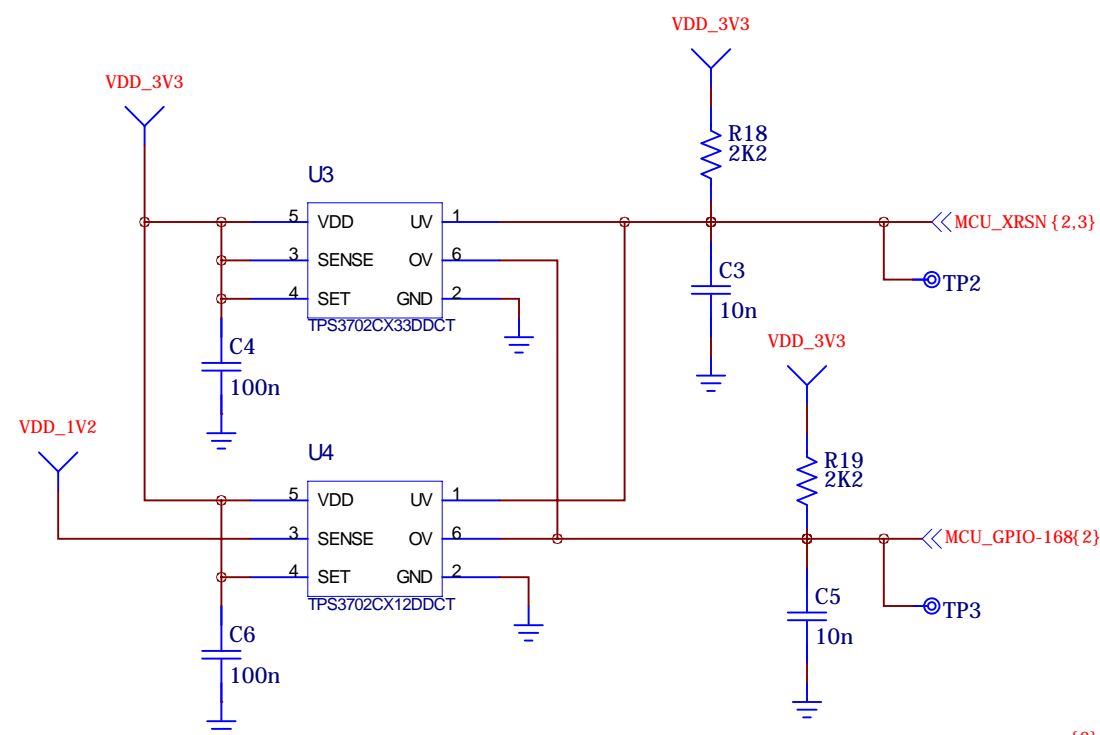 VDD_3V3
VDD_3V3
R18
2K2
U3
5 VDD UV 1
MCU_XRSN {2,3}
3 SENSE OV 6
C3
TP2
4 SET GND 2
10n
TPS3702CX33DDCT
C4
VDD_3V3
100n
VDD_1V2
U4
R19
2K2
5 VDD UV 1
3 SENSE OV 6
MCU_GPIO-168{2}
4 SET GND 2
C5
TP3
TPS3702CX12DDCT
C6
10n
100n